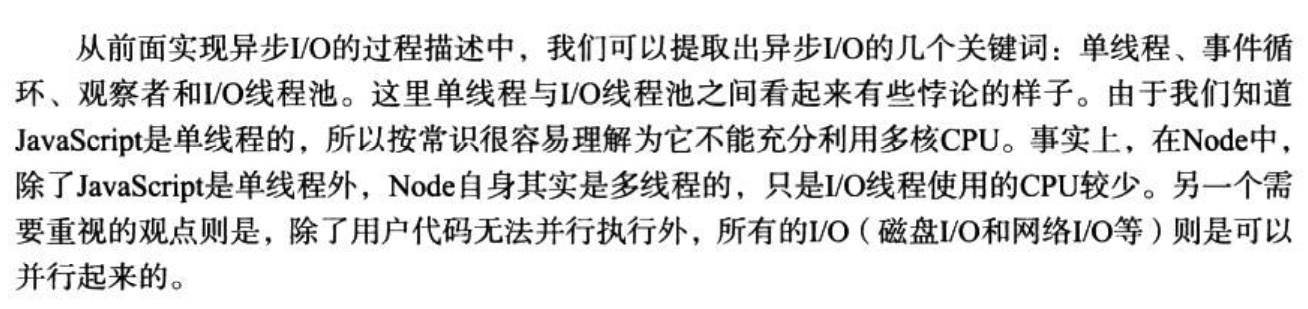 从前面实现异步I/O的过程描述中，我们可以提取出异步I/O的几个关键词：单线程、事件循
环、观察者和I/O线程池。这里单线程与I/O线程池之间看起来有些悖论的样子。由于我们知道
JavaScript是单线程的，所以按常识很容易理解为它不能充分利用多核CPU。事实上，在Node中，
除了JavaScript是单线程外，Node自身其实是多线程的，只是I/O线程使用的CPU较少。另一个需
要重视的观点则是，除了用户代码无法并行执行外，所有的I/O（磁盘I/O和网络I/O等）则是可以
并行起来的。